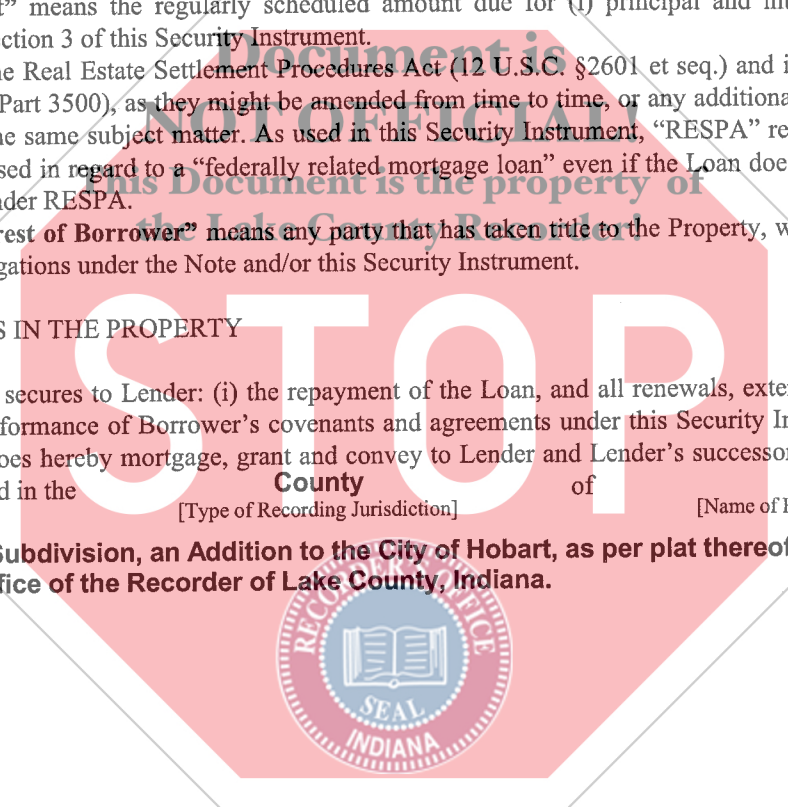 t” means the regularly scheduled amount due for (i) principal and in
ction 3 of this Security Instrument.
Document is
e Real Estate Settlement Procedures Act (12 U.S.C. §2601 et seq.) and i
Part 3500), as they might be amended from time to time, or any additiona
NOT OFFICIAL!
e same subject matter. As used in this Security Instrument, “RESPA” re
sed in regard to a “federally related mortgage loan” even if the Loan doe
This Document is the property of
nder RESPA.
the Lake County Recorder!
rest of Borrower” means any party that has taken title to the Property, w
gations under the Note and/or this Security Instrument.
S IN THE PROPERTY
STOP
secures to Lender: (i) the repayment of the Loan, and all renewals, exte
formance of Borrower’s covenants and agreements under this Security In
oes hereby mortgage, grant and convey to Lender and Lender’s successo
d in the County of
[Type of Recording Jurisdiction] [Name of
Subdivision, an Addition to the City of Hobart, as per plat thereof
fice of the Recorder of Lake County, Indiana.
RECORDER'S OFFICE
SEAL
INDIANA